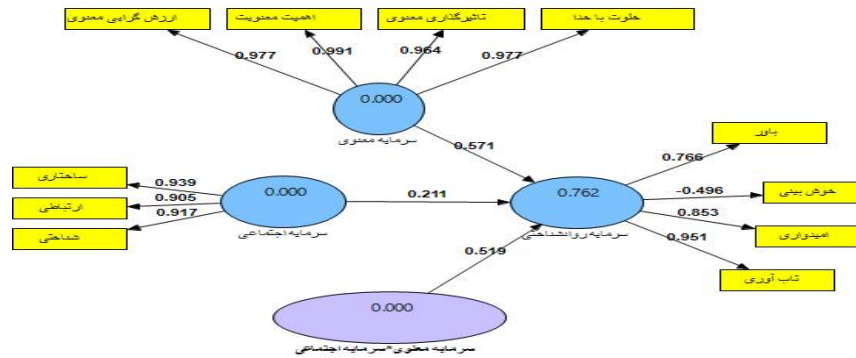 ارزش گرایی معنوی
اهمیت معنویت
تاثیرگذاری معنوی
خلوت با خدا
0.977
0.991
0.964
0.977
0.000
سرمایه معنوی
0.571
باور
0.766
ساختاری
0.939
ارتباطی
0.905
شناختی
0.917
0.000
سرمایه اجتماعی
0.211
0.762
سرمایه روانشناختی
-0.496
خوش بینی
0.853
امیدواری
0.951
تاب آوری
0.519
0.000
سرمایه معنوی*سرمایه اجتماعی